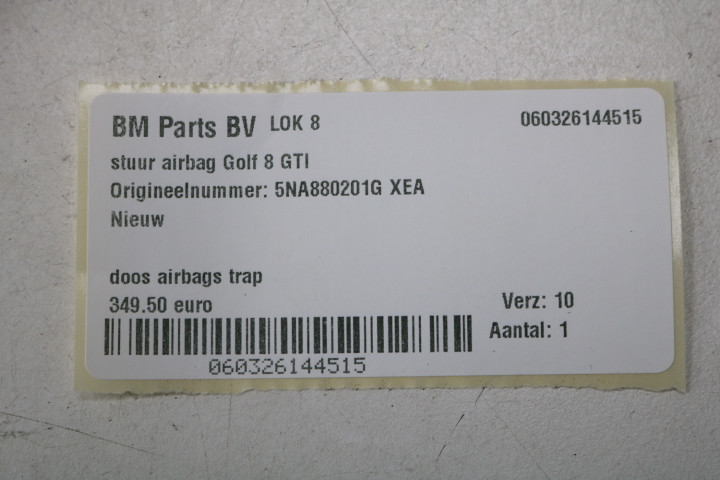 BM Parts BV LOK 8 060326144515
stuur airbag Golf 8 GTI
Origineelnummer: 5NA880201G XEA
Nieuw
doos airbags trap
349.50 euro Verz: 10
Aantal: 1
060326144515